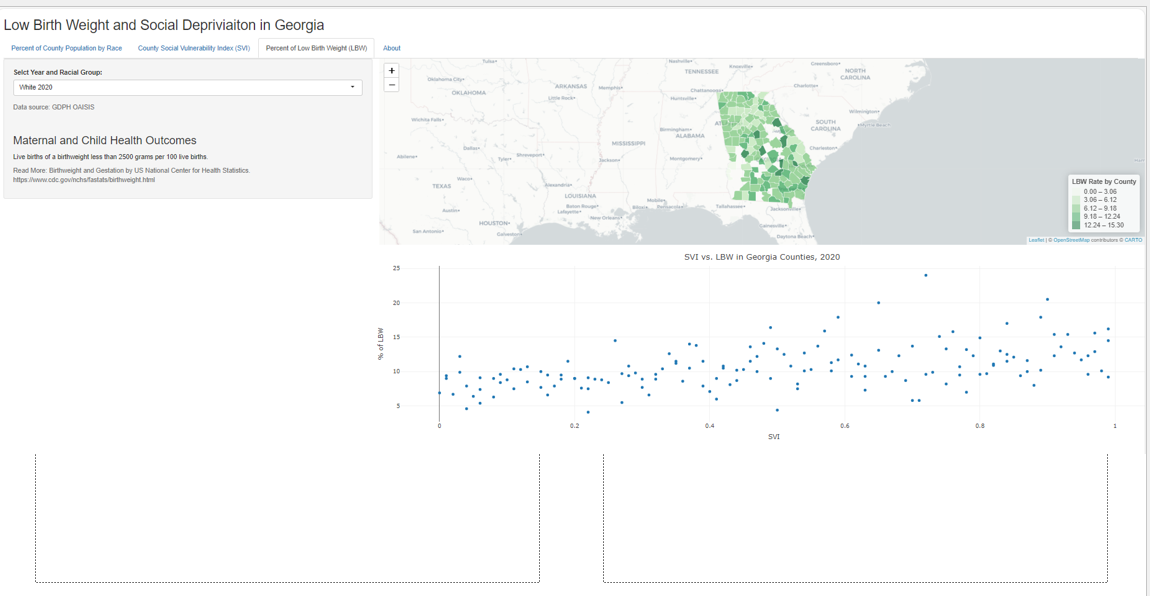 Low Birth Weight and Social Depriviaiton in Georgia
Percent of County Population by Race
County Social Vulnerability Index (SVI)
Percent of Low Birth Weight (LBW)
About
Selct Year and Racial Group:
White 2020
Data source: GDPH OAISIS
Maternal and Child Health Outcomes
Live births of a birthweight less than 2500 grams per 100 live births.
Read More: Birthweight and Gestation by US National Center for Health Statistics.
https://www.cdc.gov/nchs/fastats/birthweight.html
+
−
Tulsa
Nashville
Knoxville
Greensboro
TENNESSEE
NORTH
CAROLINA
Oklahoma City
OKLAHOMA
ARKANSAS
Memphis
Chattanooga
Charlotte
Little Rock
Huntsville
Wichita Falls
Wilmington
SOUTH
CAROLINA
Myrtle Beach
Birmingham
ALABAMA
MISSISSIPPI
Dallas
Charleston
Abilene
Tyler
Shreveport
Jackson
Montgomery
Waco
TEXAS
Alexandria
LOUISIANA
Mobile
Baton Rouge
Biloxi
Pensacola
Tallahassee
Jacksonville
Austin
Lafayette
New Orleans
HOUSTON
Gainesville
San Antonio
Galveston
Daytona Beach
LBW Rate by County
0.00 – 3.06
3.06 – 6.12
6.12 – 9.18
9.18 – 12.24
12.24 – 15.30
Leaflet | © OpenStreetMap contributors © CARTO
SVI vs. LBW in Georgia Counties, 2020
25
20
15
10
5
% of LBW
0
0.2
0.4
0.6
0.8
1
SVI